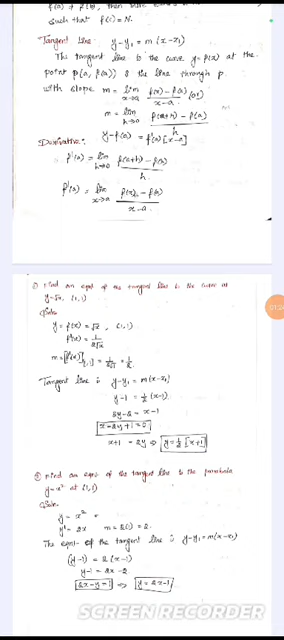 such that f(c) = N.
Tangent Line: y-y₁ = m(x-x₁)
The tangent line to the curve y=f(x) at the
point P(a, f(a)) is the line through P.
with slope m = lim x→a f(x)-f(a) / x-a (or)
m = lim h→0 f(a+h) - f(a) / h
y-f(a) = f'(a)[x-a]
Derivative:
f'(a) = lim h→0 f(a+h) - f(a) / h
f'(a) = lim x→a f(x) - f(a) / x-a.
① Find an eqn of the tangent line to the curve at
y=√x, (1,1)
Soln:
y = f(x) = √x, (1,1)
f'(x) = 1/2√x
= 1/2√1 = 1/2.
Tangent line is y-y₁ = m(x-x₁)
y-1 = 1/2 (x-1)
2y-2 = x-1
x-2y+1=0
x+1 = 2y ⇒ y = 1/2 [x+1]
② Find an eqn of the tangent line to the parabola
y=x² at (1,1)
Soln:
y = x² =
y' = 2x m = 2(1) = 2.
The eqn of the tangent line is y-y₁=m(x-x₁)
(y-1) = 2(x-1)
y-1 = 2x-2.
2x-y=1 ⇒ y = 2x-1
SCREEN RECORDER